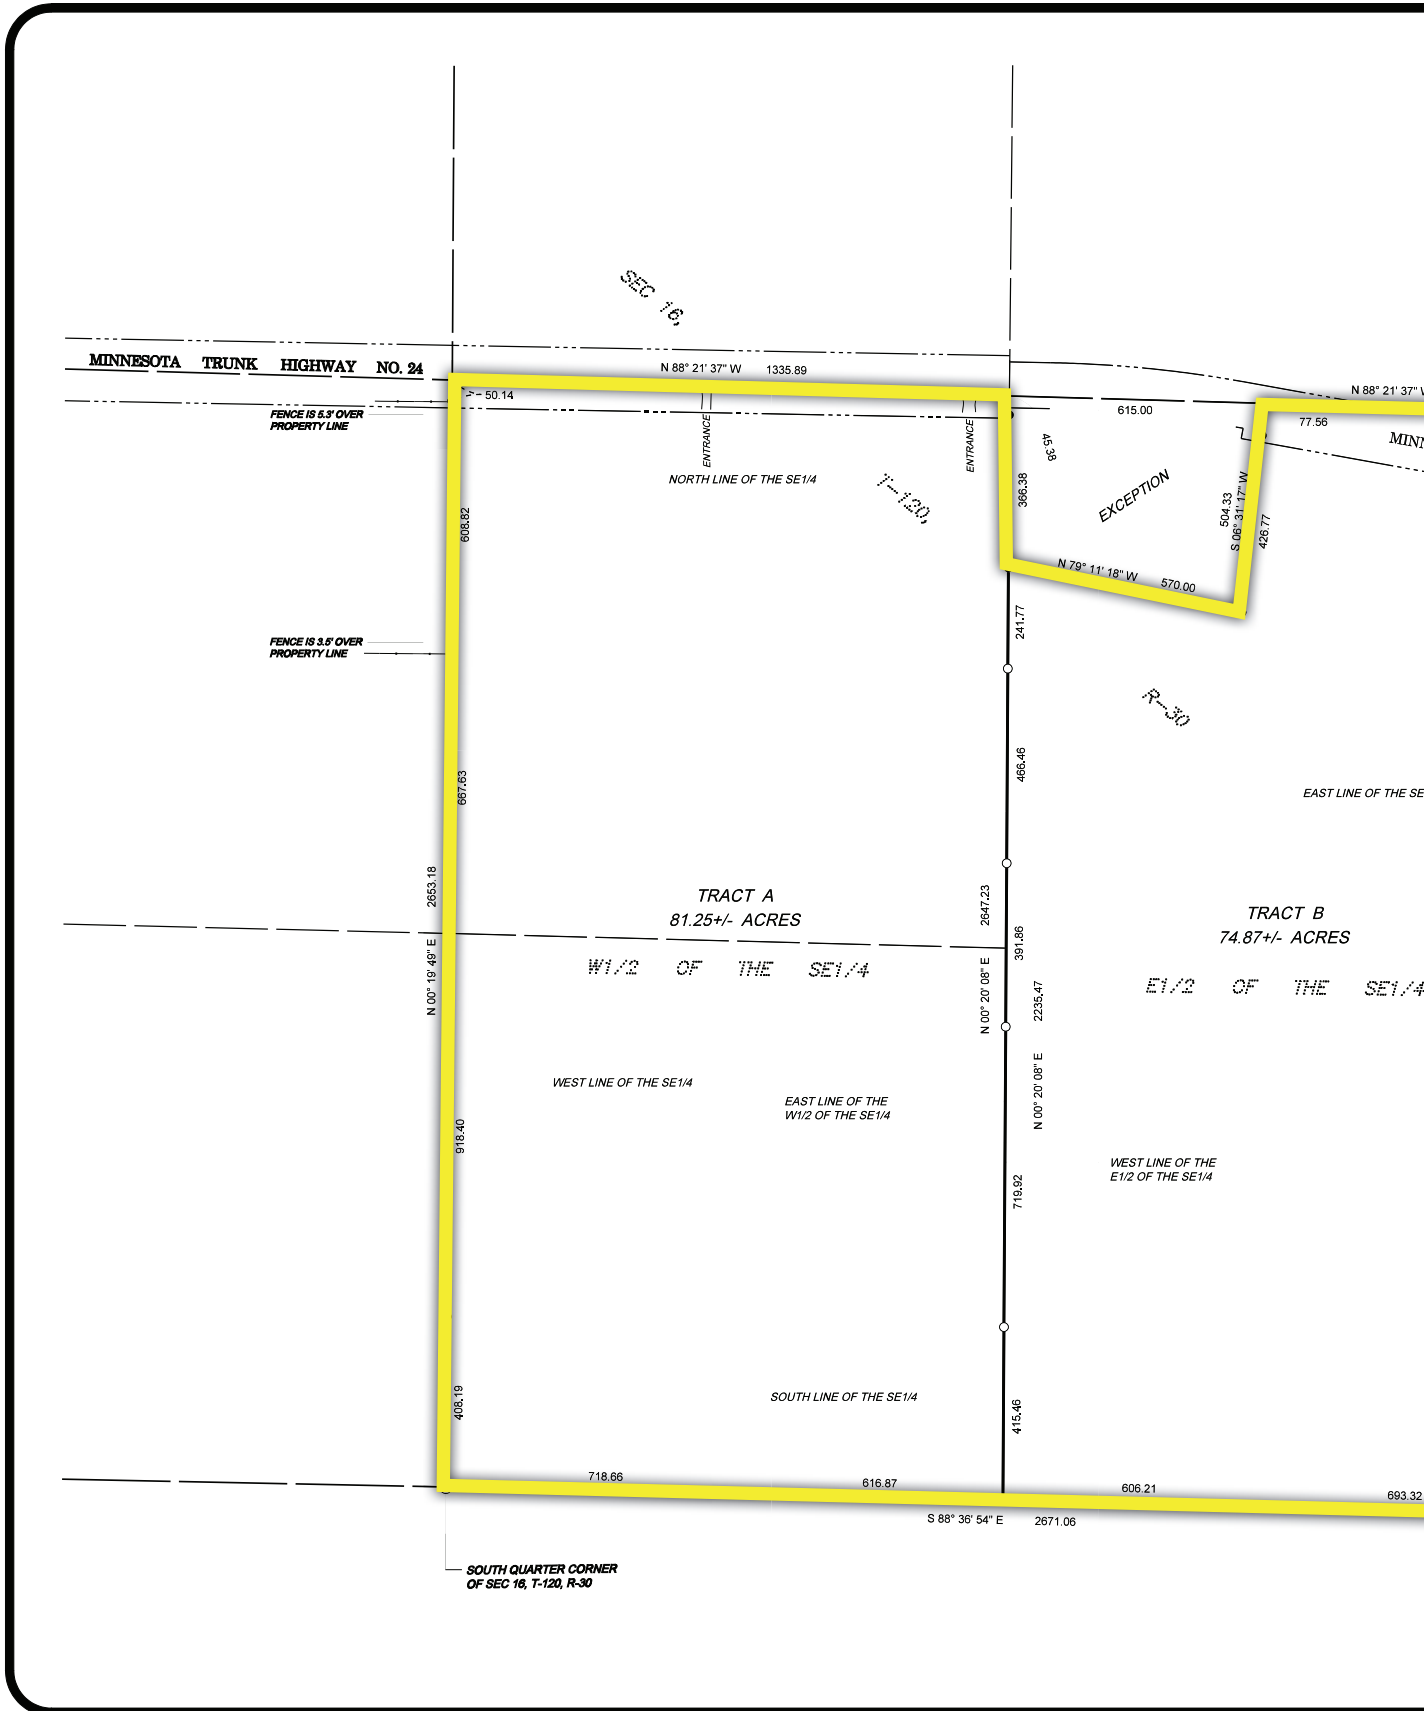 SEC 16,
MINNESOTA TRUNK HIGHWAY NO. 24
N 88° 21' 37" W 1335.89
N 88° 21' 37"
50.14
615.00
77.56
FENCE IS 5.3' OVER
PROPERTY LINE
ENTRANCE
ENTRANCE
45.38
NORTH LINE OF THE SE1/4
T-120,
366.38
EXCEPTION
504.33
S 06° 31' 17" W
426.77
608.82
N 79° 11' 18" W 570.00
241.77
FENCE IS 3.5' OVER
PROPERTY LINE
R-30
667.63
466.46
EAST LINE OF THE SE
2653.18
N 00° 19' 49" E
TRACT A
81.25+/- ACRES
2647.23
N 00° 20' 08" E
391.86
TRACT B
74.87+/- ACRES
W1/2 OF THE SE1/4
E1/2 OF THE SE1/4
2235.47
N 00° 20' 08" E
WEST LINE OF THE SE1/4
EAST LINE OF THE
W1/2 OF THE SE1/4
918.40
WEST LINE OF THE
E1/2 OF THE SE1/4
719.92
408.19
SOUTH LINE OF THE SE1/4
415.46
718.66
616.87
606.21
693.32
S 88° 36' 54" E 2671.06
SOUTH QUARTER CORNER
OF SEC 16, T-120, R-30